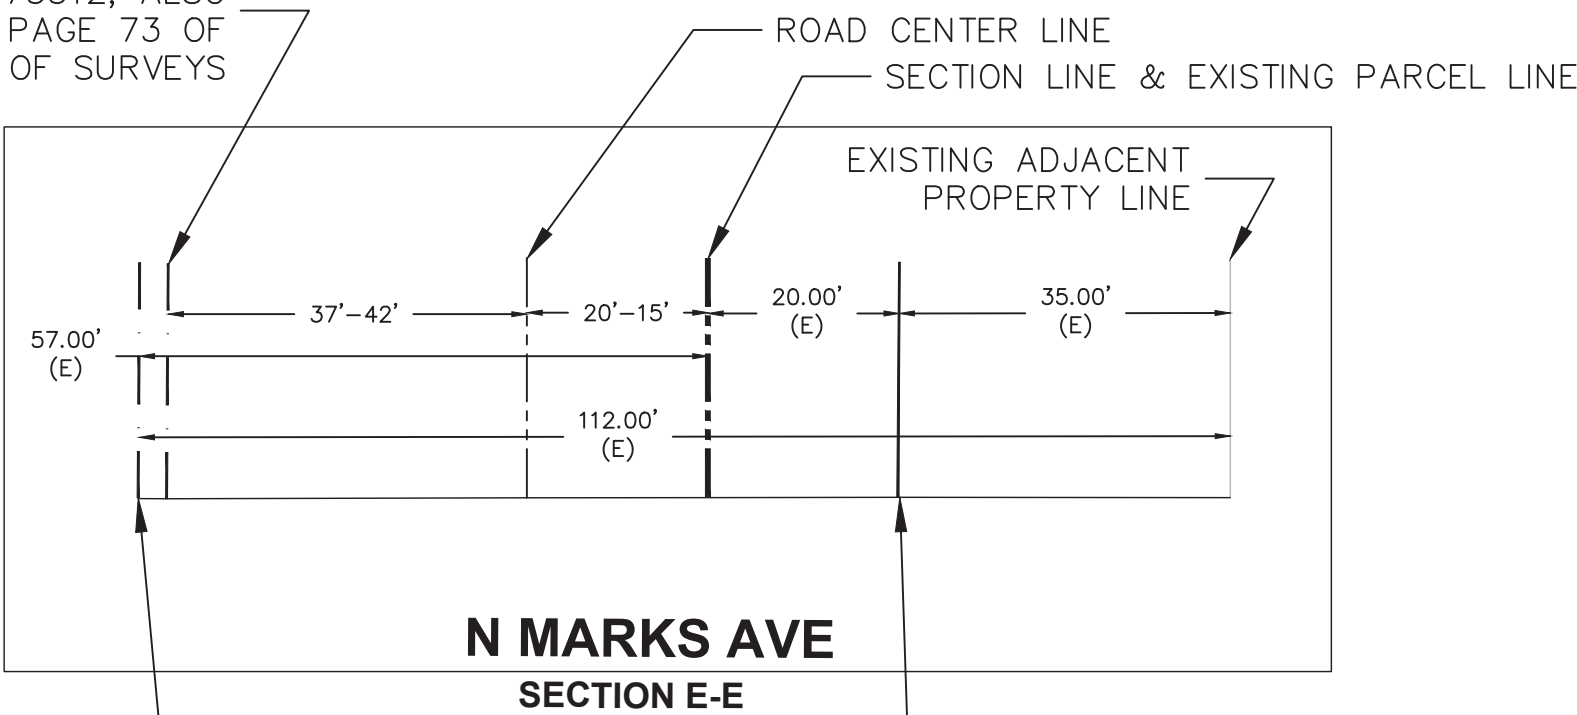 PAGE 73 OF
OF SURVEYS
ROAD CENTER LINE
SECTION LINE & EXISTING PARCEL LINE
EXISTING ADJACENT
PROPERTY LINE
37'-42'
20'-15'
20.00'
(E)
35.00'
(E)
57.00'
(E)
112.00'
(E)
N MARKS AVE
SECTION E-E